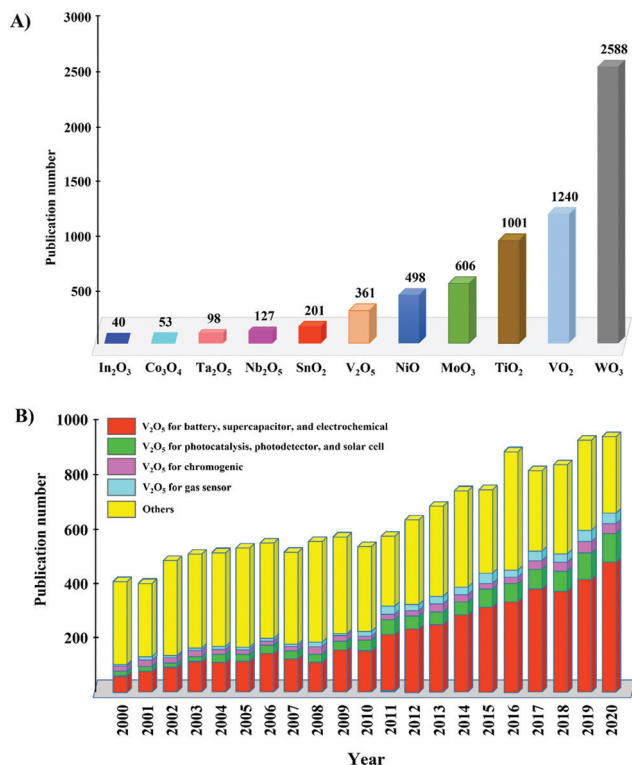 A)
3000
2500
2000
1500
1000
500
Publication number
40
53
98
127
201
361
498
606
1001
1240
2588
In₂O₃ Co₃O₄ Ta₂O₅ Nb₂O₅ SnO₂ V₂O₅ NiO MoO₃ TiO₂ VO₂ WO₃
B)
1000
800
600
400
200
Publication number
V₂O₅ for battery, supercapacitor, and electrochemical
V₂O₅ for photocatalysis, photodetector, and solar cell
V₂O₅ for chromogenic
V₂O₅ for gas sensor
Others
2000 2001 2002 2003 2004 2005 2006 2007 2008 2009 2010 2011 2012 2013 2014 2015 2016 2017 2018 2019 2020
Year